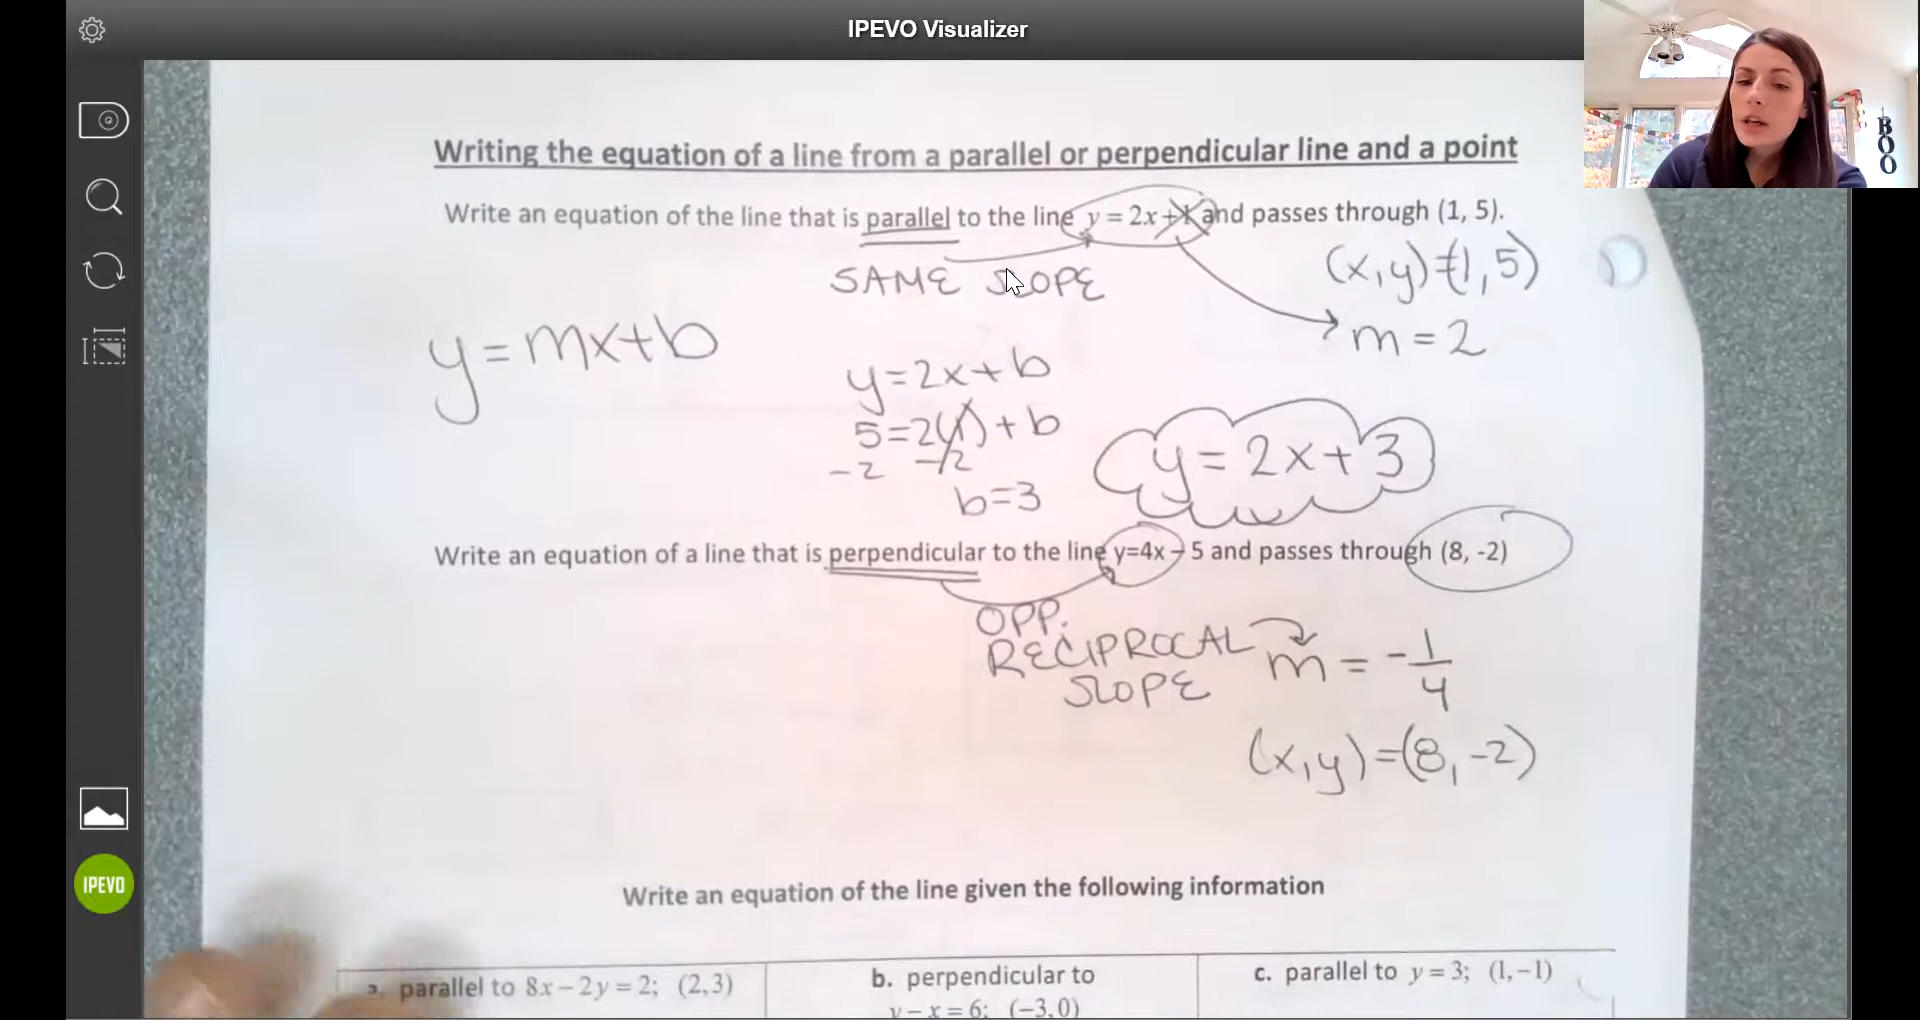 IPEVO Visualizer
BOO
Writing the equation of a line from a parallel or perpendicular line and a point
Write an equation of the line that is parallel to the line y = 2x + and passes through (1, 5).
SAME SLOPE
(x,y)=(1,5)
m = 2
y=mx+b
y=2x+b
5=2(1)+b
-2 -2
b=3
y=2x+3
Write an equation of a line that is perpendicular to the line y=4x – 5 and passes through (8, -2)
OPP.
RECIPROCAL
SLOPE
m = -1/4
(x,y)=(8,-2)
IPEVO
Write an equation of the line given the following information
a. parallel to 8x – 2y = 2; (2,3)
b. perpendicular to
y – x = 6; (–3,0)
c. parallel to y = 3; (1,–1)